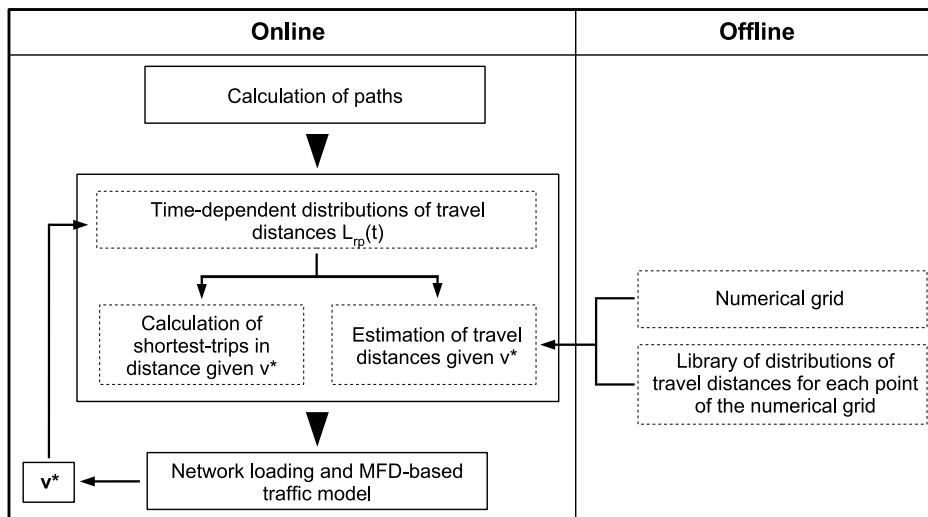 Online
Offline
Calculation of paths
Time-dependent distributions of travel
distances Lrp(t)
Calculation of
shortest-trips in
distance given v*
Estimation of travel
distances given v*
Numerical grid
Library of distributions of
travel distances for each point
of the numerical grid
Network loading and MFD-based
traffic model
v*